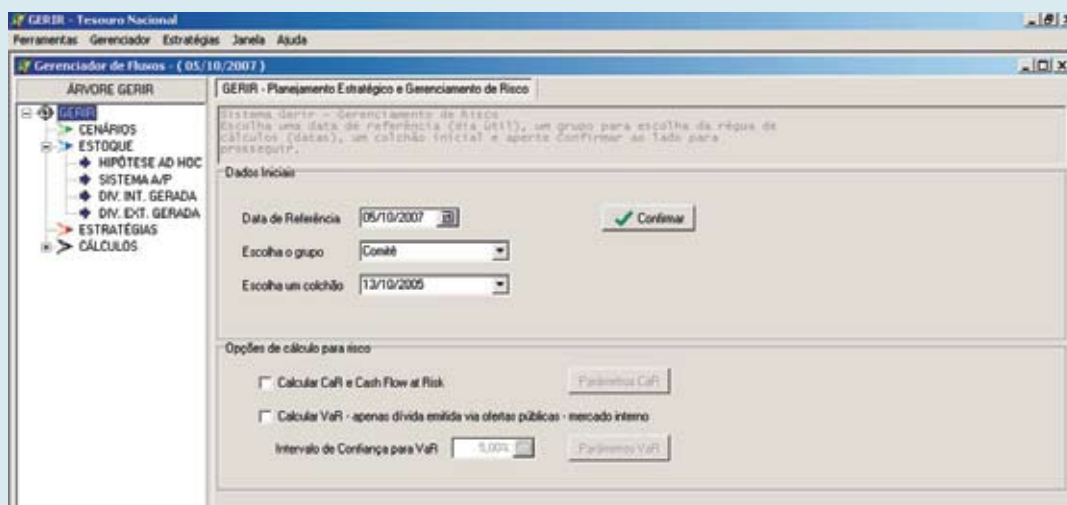 GERIR - Tesouro Nacional
Ferramentas Gerenciador Estratégias Janela Ajuda
Gerenciador de Fluxos - ( 05/10/2007 )
ÁRVORE GERIR
GERIR
CENÁRIOS
ESTOQUE
HIPÓTESE AD HOC
SISTEMA A/P
DIV. INT. GERADA
DIV. EXT. GERADA
ESTRATÉGIAS
CÁLCULOS
GERIR - Planejamento Estratégico e Gerenciamento de Risco
Sistema Gerir - Gerenciamento de Risco
Escolha uma data de referência (dia útil), um grupo para escolha da régua de
cálculos (datas), um colchão inicial e aperte Confirmar ao lado para
prosseguir.
Dados Iniciais
Data de Referência 05/10/2007
Confirmar
Escolha o grupo Comitê
Escolha um colchão 13/10/2005
Opções de cálculo para risco
Calcular CaR e Cash Flow at Risk Parâmetros CaR
Calcular VaR - apenas dívida emitida via ofertas públicas - mercado interno
Intervalo de Confiança para VaR 5,00% Parâmetros VaR